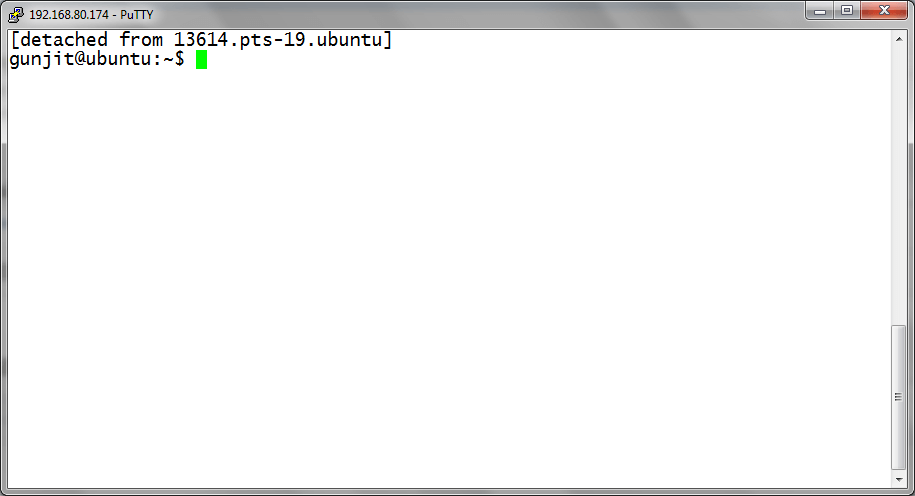 192.168.80.174 - PuTTY
[detached from 13614.pts-19.ubuntu]
gunjit@ubuntu:~$